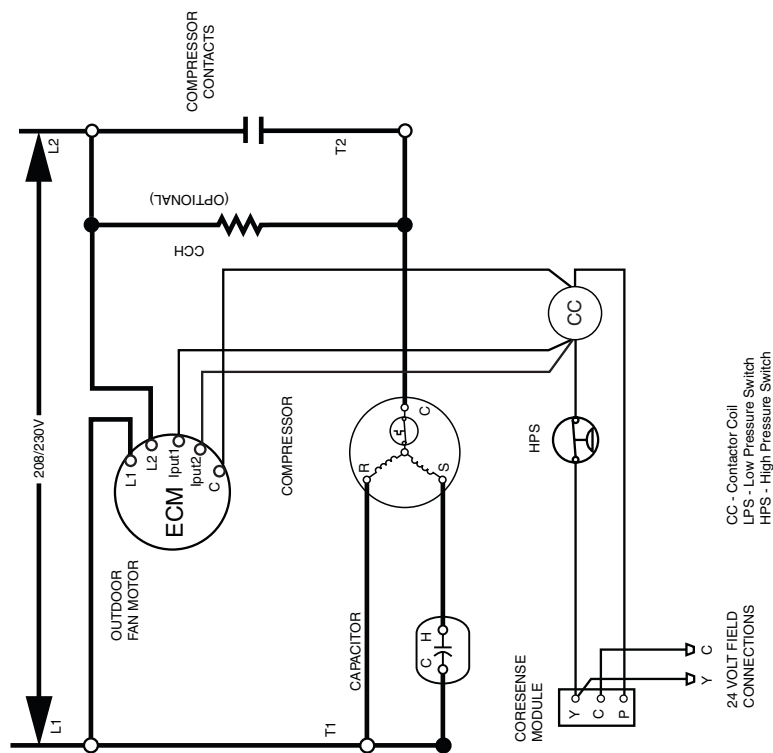 208/230V
L1
L2
OUTDOOR
FAN MOTOR
ECM
L1
L2
Iput1
Iput2
C
CCH
(OPTIONAL)
COMPRESSOR
CONTACTS
T1
T2
CAPACITOR
C
H
COMPRESSOR
R
S
C
CORESENSE
MODULE
Y
C
P
HPS
CC
Y
C
24 VOLT FIELD
CONNECTIONS
CC - Contactor Coil
LPS - Low Pressure Switch
HPS - High Pressure Switch